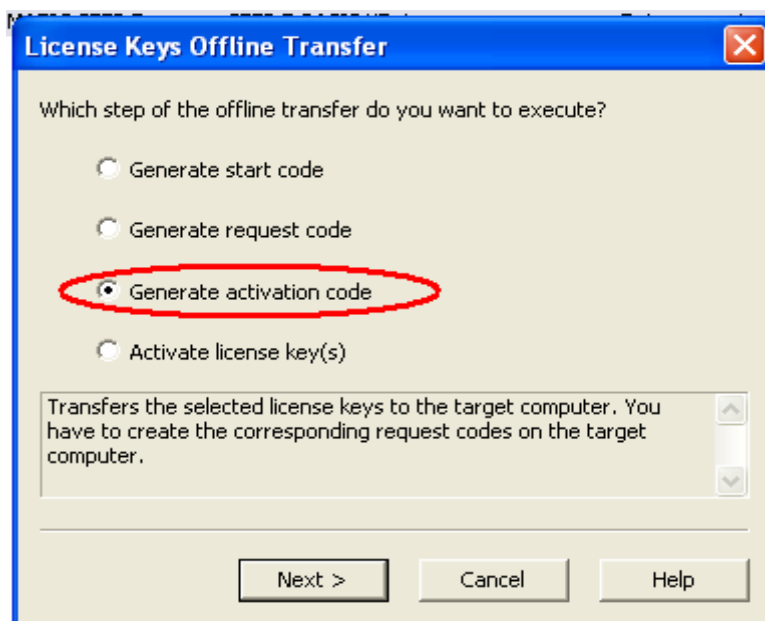 License Keys Offline Transfer
Which step of the offline transfer do you want to execute?
Generate start code
Generate request code
Generate activation code
Activate license key(s)
Transfers the selected license keys to the target computer. You
have to create the corresponding request codes on the target
computer.
Next >
Cancel
Help